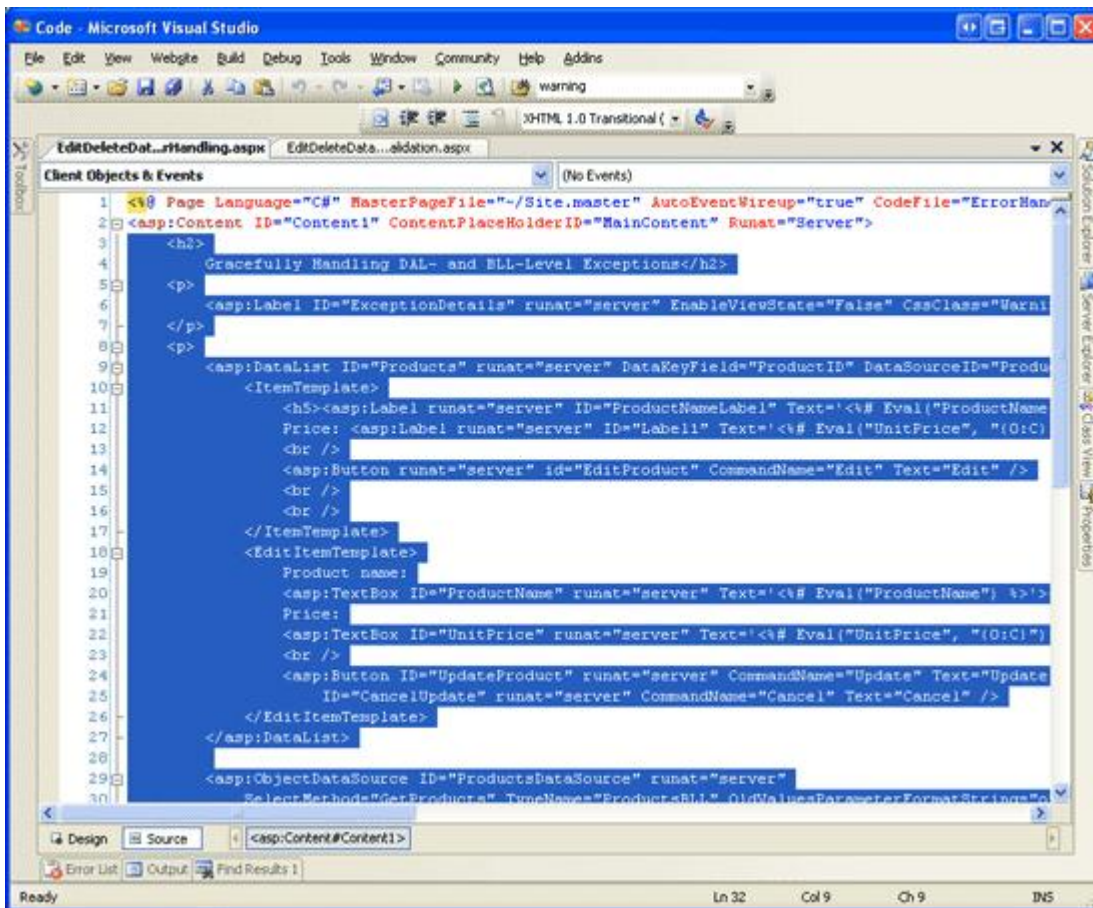 Code - Microsoft Visual Studio
File Edit View Website Build Debug Tools Window Community Help Addins
warning
XHTML 1.0 Transitional (
EditDeleteDat...rHandling.aspx EditDeleteData...alidation.aspx
Client Objects & Events (No Events)
1 <%@ Page Language="C#" MasterPageFile="~/Site.master" AutoEventWireup="true" CodeFile="ErrorHan
2 <asp:Content ID="Content1" ContentPlaceHolderID="MainContent" Runat="Server">
3 <h2>
4 Gracefully Handling DAL- and BLL-Level Exceptions</h2>
5 <p>
6 <asp:Label ID="ExceptionDetails" runat="server" EnableViewState="False" CssClass="Warni
7 </p>
8 <p>
9 <asp:DataList ID="Products" runat="server" DataKeyField="ProductID" DataSourceID="Produ
10 <ItemTemplate>
11 <h5><asp:Label runat="server" ID="ProductNameLabel" Text='<%# Eval("ProductName
12 Price: <asp:Label runat="server" ID="Label1" Text='<%# Eval("UnitPrice", "{0:C}
13 <br />
14 <asp:Button runat="server" id="EditProduct" CommandName="Edit" Text="Edit" />
15 <br />
16 <br />
17 </ItemTemplate>
18 <EditItemTemplate>
19 Product name:
20 <asp:TextBox ID="ProductName" runat="server" Text='<%# Eval("ProductName") %>'>
21 Price:
22 <asp:TextBox ID="UnitPrice" runat="server" Text='<%# Eval("UnitPrice", "{0:C}")
23 <br />
24 <asp:Button ID="UpdateProduct" runat="server" CommandName="Update" Text="Update
25 ID="CancelUpdate" runat="server" CommandName="Cancel" Text="Cancel" />
26 </EditItemTemplate>
27 </asp:DataList>
28
29 <asp:ObjectDataSource ID="ProductsDataSource" runat="server"
30 SelectMethod="GetProducts" TypeName="ProductsBLL" OldValuesParameterFormatString="o
Design Source <asp:Content#Content1>
Error List Output Find Results 1
Ready Ln 32 Col 9 Ch 9 INS
Toolbox
Solution Explorer
Server Explorer
Class View
Properties